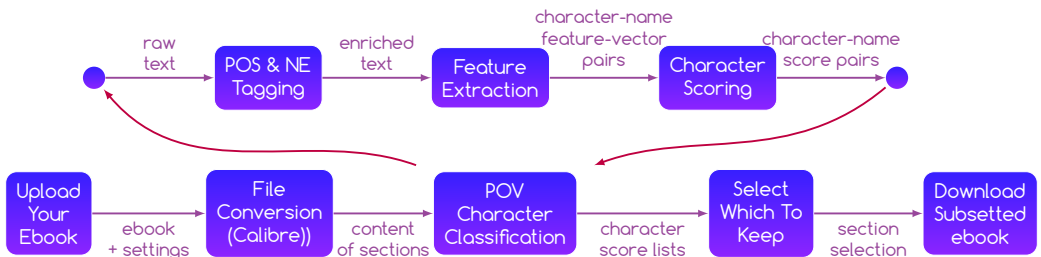 raw
text
POS & NE
Tagging
enriched
text
Feature
Extraction
character-name
feature-vector
pairs
Character
Scoring
character-name
score pairs
Upload
Your
Ebook
ebook
+ settings
File
Conversion
(Calibre))
content
of sections
POV
Character
Classification
character
score lists
Select
Which To
Keep
section
selection
Download
Subsetted
ebook